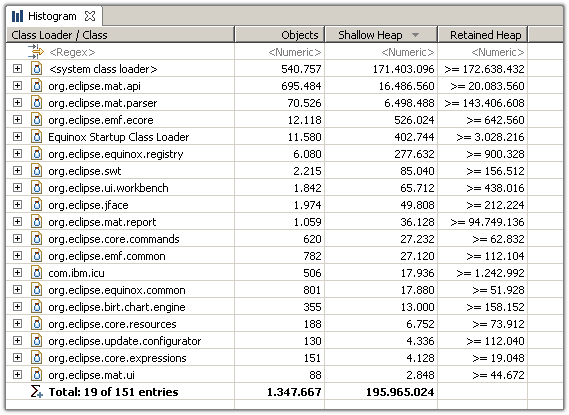 Histogram
Class Loader / Class Objects Shallow Heap Retained Heap
<Regex> <Numeric> <Numeric> <Numeric>
<system class loader> 540.757 171.403.096 >= 172.638.432
org.eclipse.mat.api 695.484 16.486.560 >= 20.083.560
org.eclipse.mat.parser 70.526 6.498.488 >= 143.406.608
org.eclipse.emf.ecore 12.118 526.024 >= 642.560
Equinox Startup Class Loader 11.580 402.744 >= 3.028.216
org.eclipse.equinox.registry 6.080 277.632 >= 900.328
org.eclipse.swt 2.215 85.040 >= 156.512
org.eclipse.ui.workbench 1.842 65.712 >= 438.016
org.eclipse.jface 1.974 49.808 >= 212.224
org.eclipse.mat.report 1.059 36.128 >= 94.749.136
org.eclipse.core.commands 620 27.232 >= 62.832
org.eclipse.emf.common 782 27.120 >= 112.104
com.ibm.icu 506 17.936 >= 1.242.992
org.eclipse.equinox.common 801 17.880 >= 51.928
org.eclipse.birt.chart.engine 355 13.000 >= 158.152
org.eclipse.core.resources 188 6.752 >= 73.912
org.eclipse.update.configurator 130 4.336 >= 112.040
org.eclipse.core.expressions 151 4.128 >= 19.048
org.eclipse.mat.ui 88 2.848 >= 44.672
Total: 19 of 151 entries 1.347.667 195.965.024